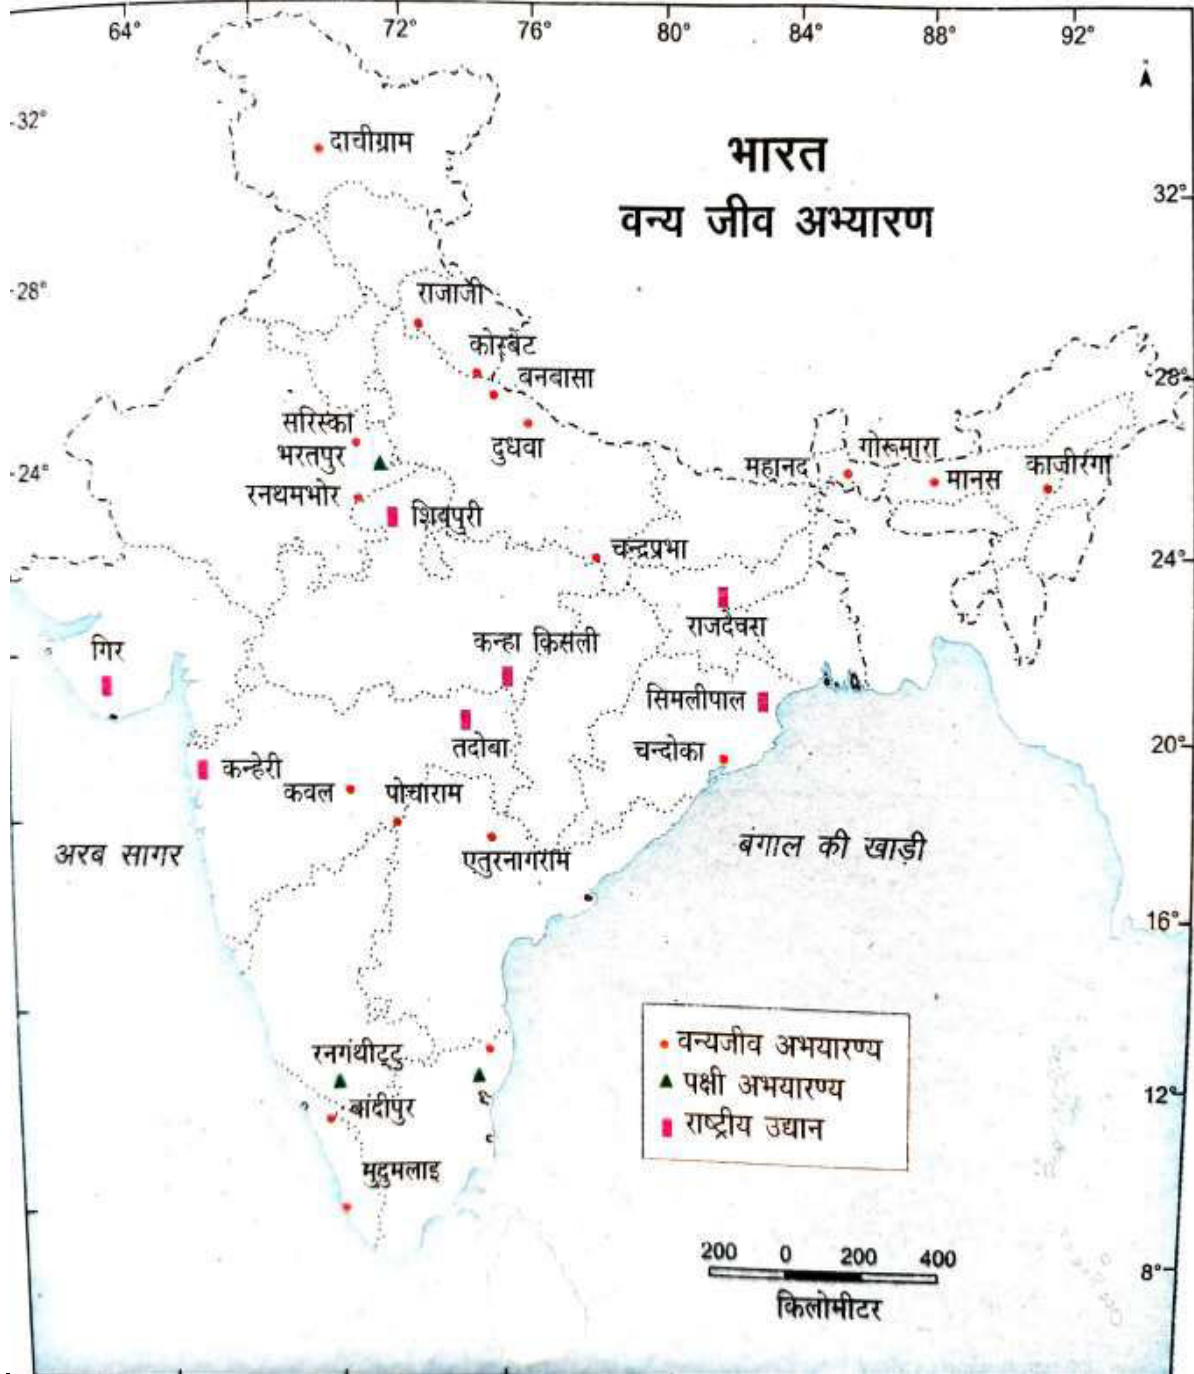 64°
72°
76°
80°
84°
88°
92°
32°
दाचीग्राम
भारत
32°
वन्य जीव अभ्यारण
28°
राजाजी
कोरबेट
28°
बनबासा
सरिस्का
दुधवा
गोरूमारा
भरतपुर
24°
महानद
मानस
काजीरंगा
रनथमभोर
शिवपुरी
चन्द्रप्रभा
24°
राजदेवरा
गिर
कन्हा किसली
सिमलीपाल
तदोबा
चन्दोका
20°
कन्हेरी
कवल
पोचाराम
अरब सागर
एतुरनागराम
बंगाल की खाड़ी
16°
रनगंथीट्टु
वन्यजीव अभयारण्य
पक्षी अभयारण्य
राष्ट्रीय उद्यान
12°
बांदीपुर
मुदुमलाइ
200 0 200 400
8°
किलोमीटर